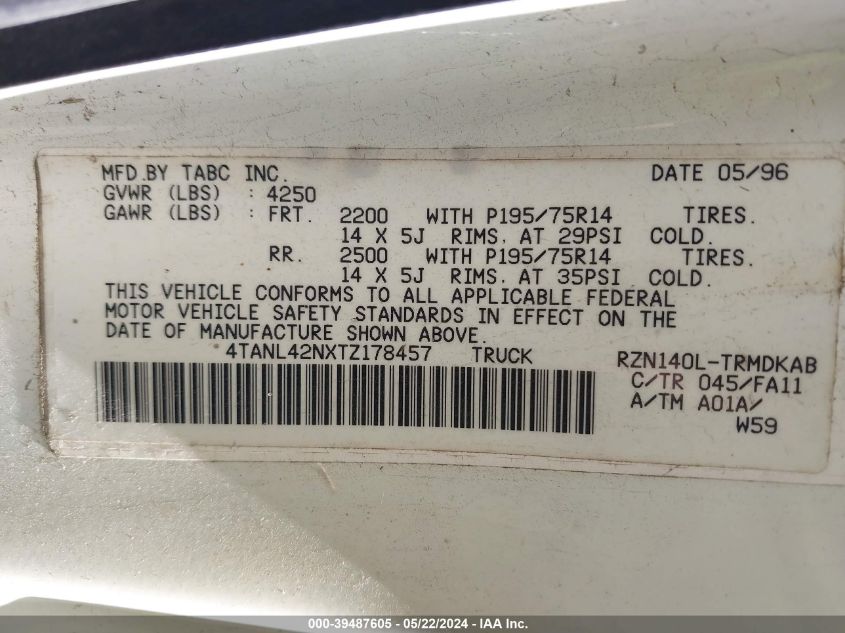 MFD.BY TABC INC. DATE 05/96
GVWR (LBS) : 4250
GAWR (LBS) : FRT. 2200 WITH P195/75R14 TIRES.
14 X 5J RIMS. AT 29PSI COLD.
RR. 2500 WITH P195/75R14 TIRES.
14 X 5J RIMS. AT 35PSI COLD.
THIS VEHICLE CONFORMS TO ALL APPLICABLE FEDERAL
MOTOR VEHICLE SAFETY STANDARDS IN EFFECT ON THE
DATE OF MANUFACTURE SHOWN ABOVE.
4TANL42NXTZ178457 TRUCK RZN140L-TRMDKAB
C/TR 045/FA11
A/TM A01A/
W59
000-39487605 - 05/22/2024 - IAA Inc.